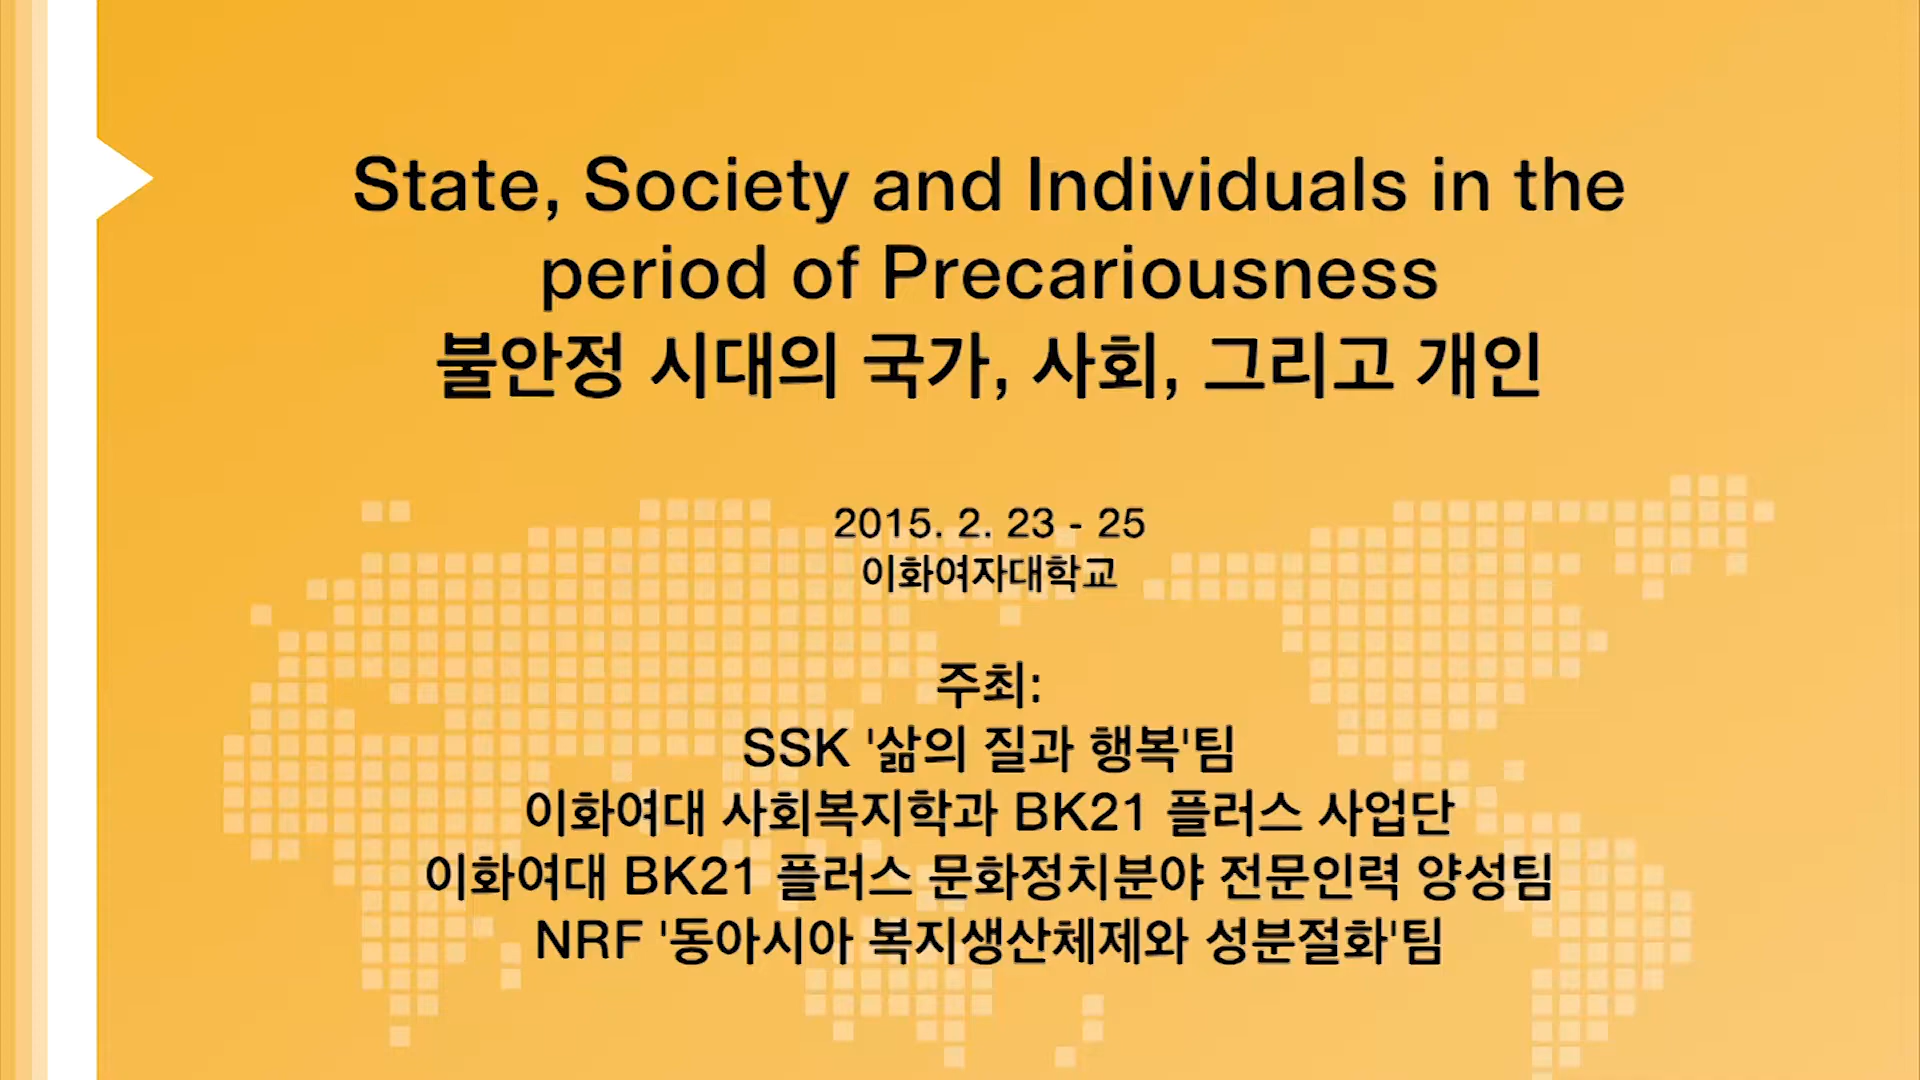 State, Society and Individuals in the
period of Precariousness
불안정 시대의 국가, 사회, 그리고 개인
2015. 2. 23 - 25
이화여자대학교
주최:
SSK '삶의 질과 행복'팀
이화여대 사회복지학과 BK21 플러스 사업단
이화여대 BK21 플러스 문화정치분야 전문인력 양성팀
NRF '동아시아 복지생산체제와 성분절화'팀